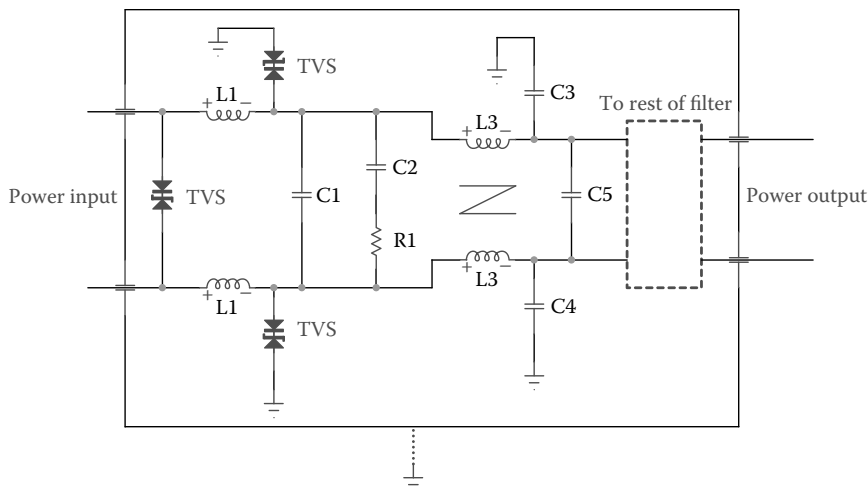 TVS
L1
+ −
C3
To rest of filter
L3
+ −
C2
Power input
TVS
C1
C5
Power output
R1
+ −
L1
+ −
L3
TVS
C4